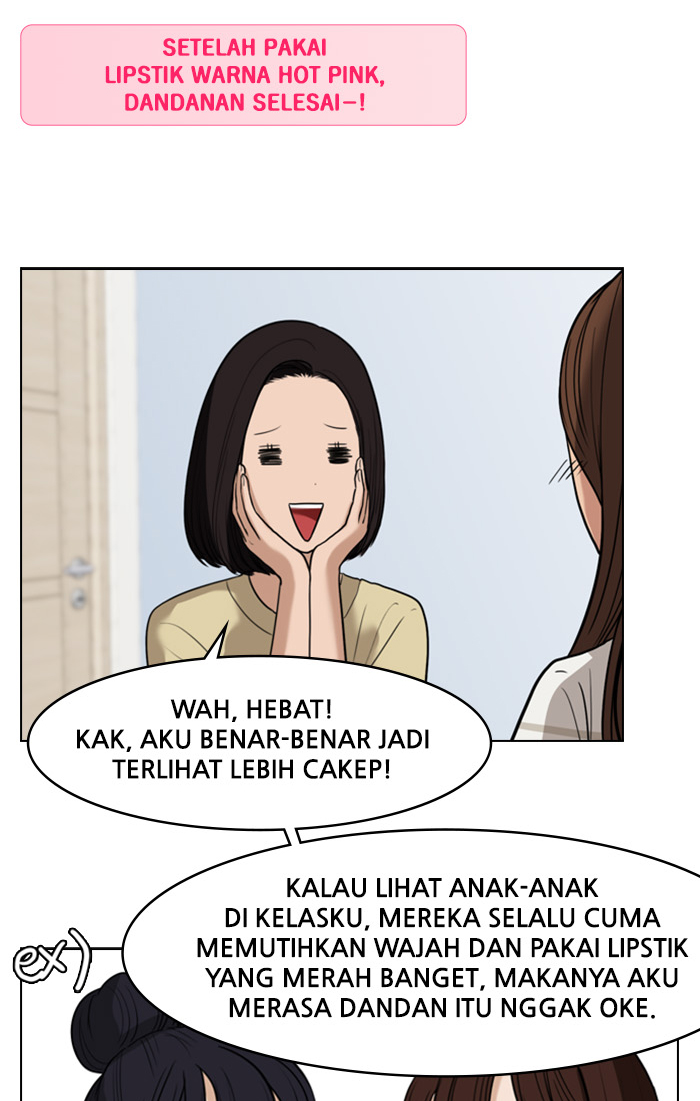 SETELAH PAKAI
LIPSTIK WARNA HOT PINK,
DANDANAN SELESAI–!
WAH, HEBAT!
KAK, AKU BENAR-BENAR JADI
TERLIHAT LEBIH CAKEP!
KALAU LIHAT ANAK-ANAK
DI KELASKU, MEREKA SELALU CUMA
MEMUTIHKAN WAJAH DAN PAKAI LIPSTIK
YANG MERAH BANGET, MAKANYA AKU
MERASA DANDAN ITU NGGAK OKE.
ex)